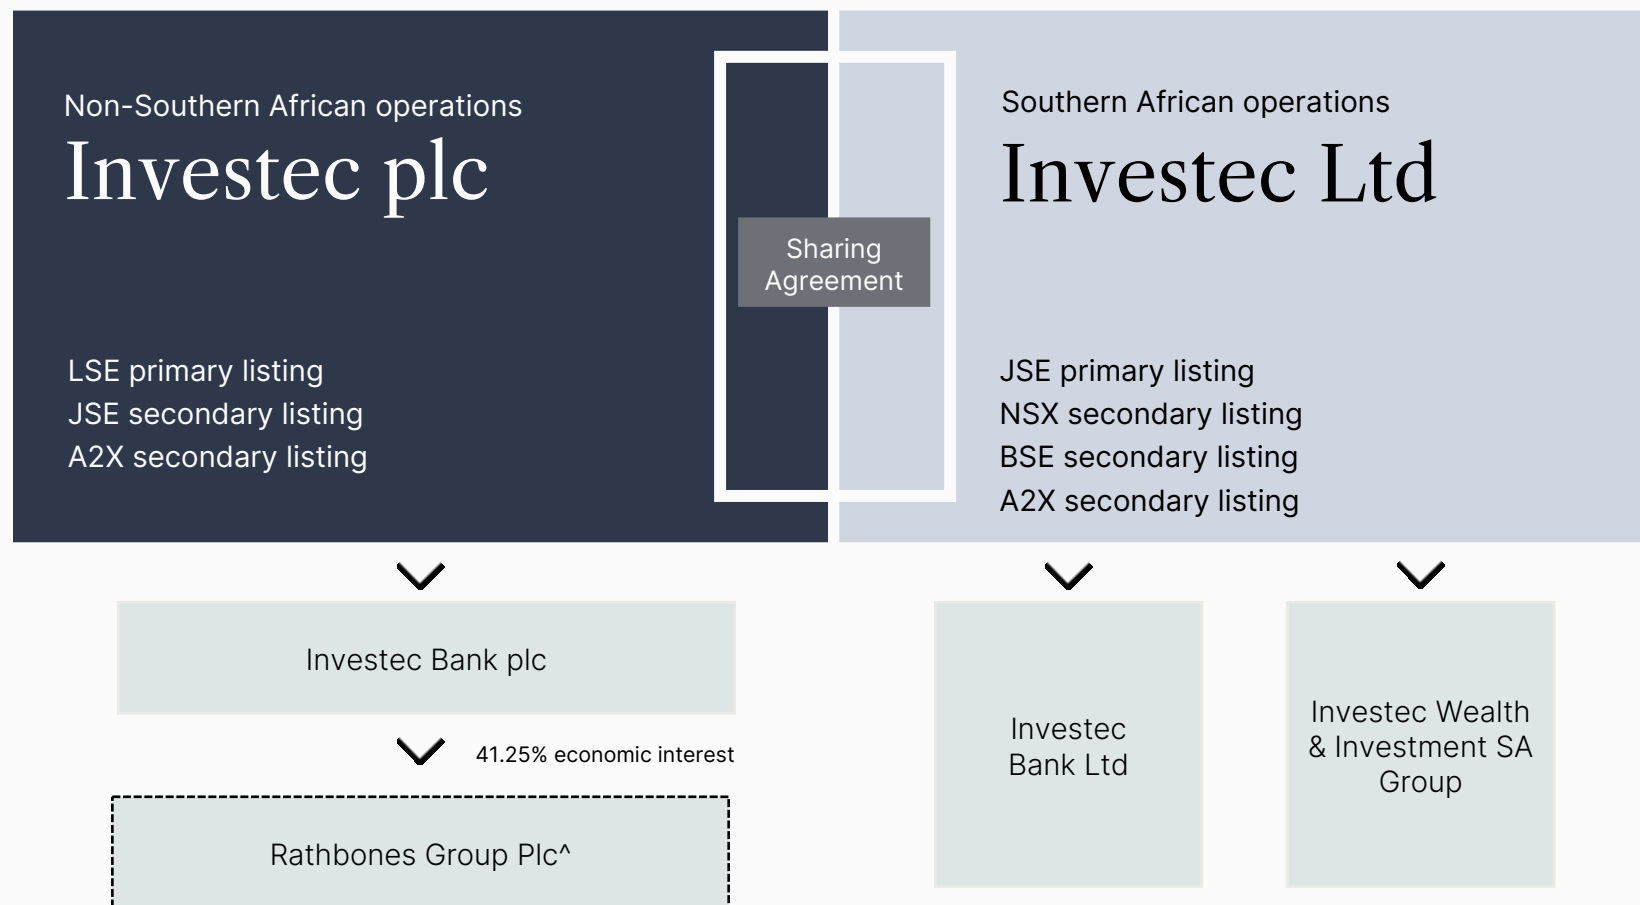 Non-Southern African operations
Investec plc
LSE primary listing
JSE secondary listing
A2X secondary listing
Sharing
Agreement
Southern African operations
Investec Ltd
JSE primary listing
NSX secondary listing
BSE secondary listing
A2X secondary listing
Investec Bank plc
41.25% economic interest
Rathbones Group Plc^
Investec
Bank Ltd
Investec Wealth
& Investment SA
Group